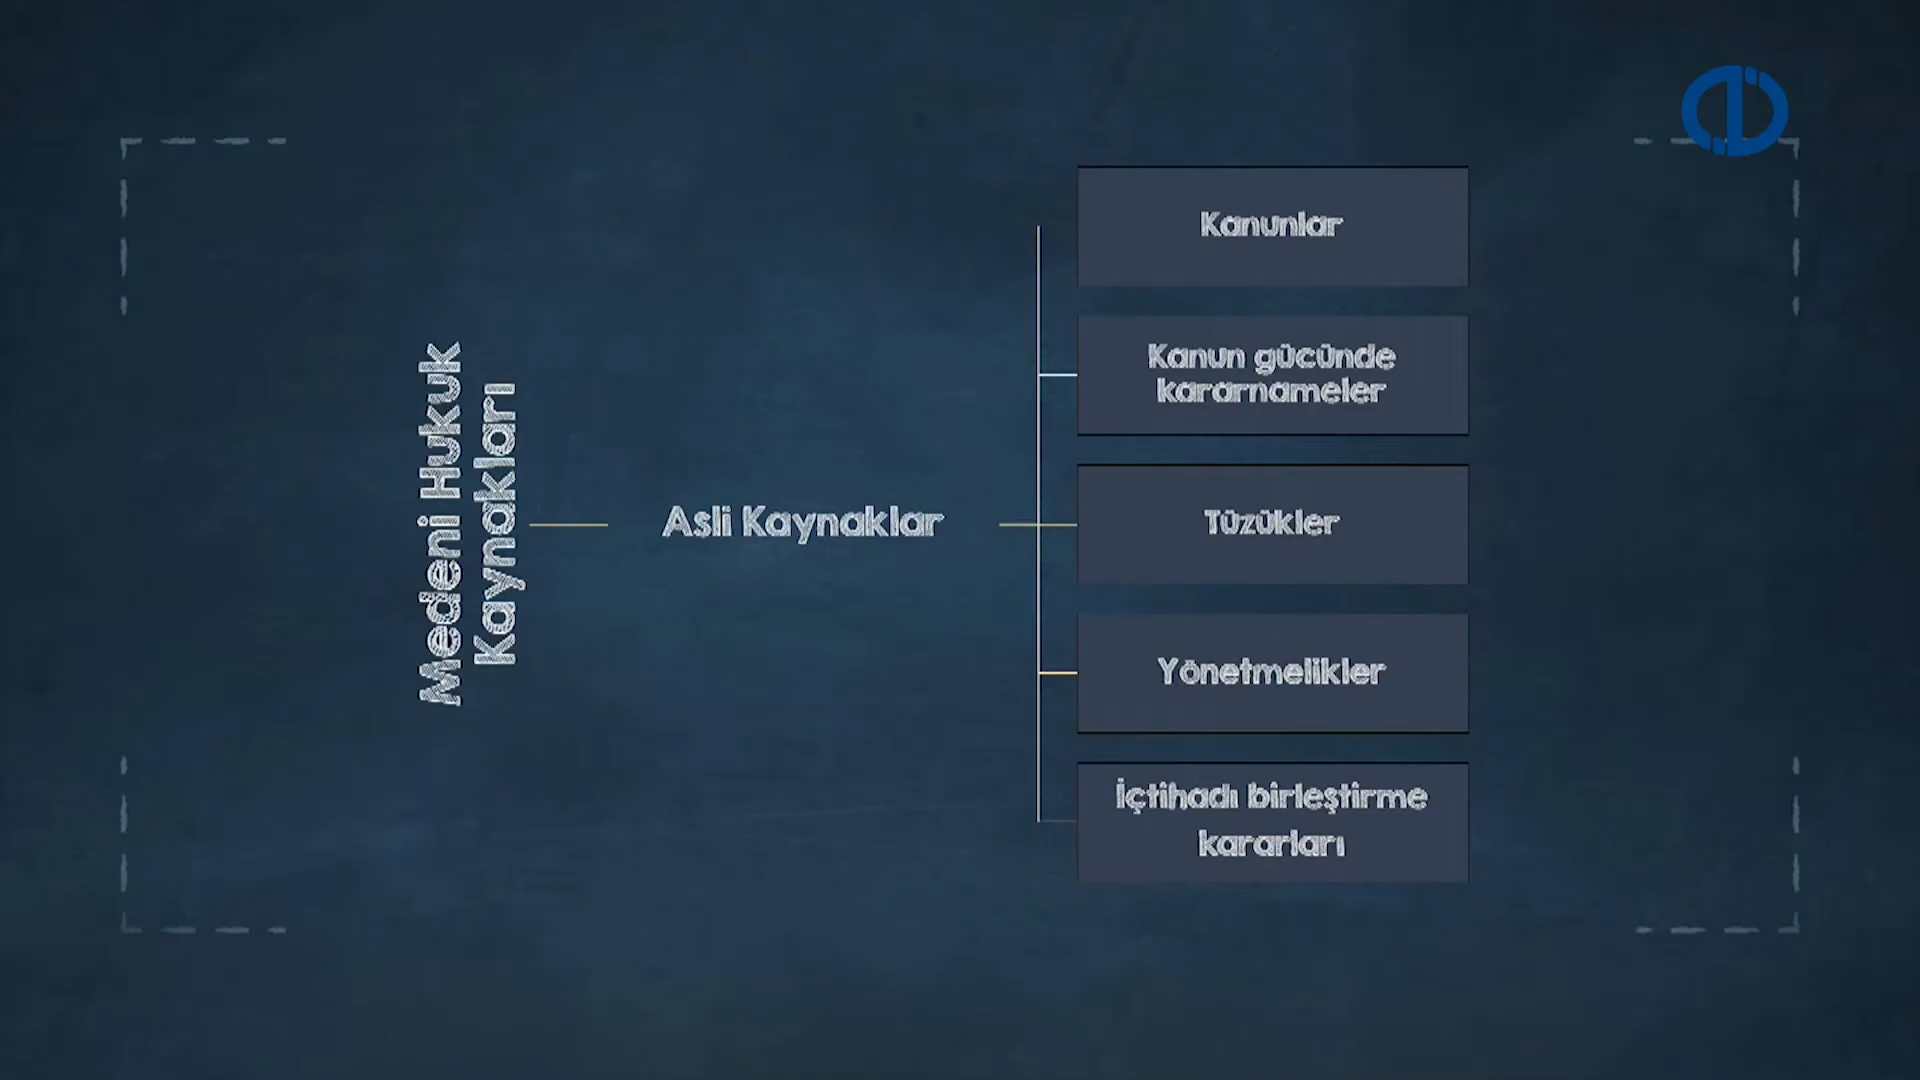 Medeni Hukuk
Kaynakları
Asli Kaynaklar
Kanunlar
Kanun gücünde
kararnameler
Tüzükler
Yönetmelikler
İçtihadı birleştirme
kararları